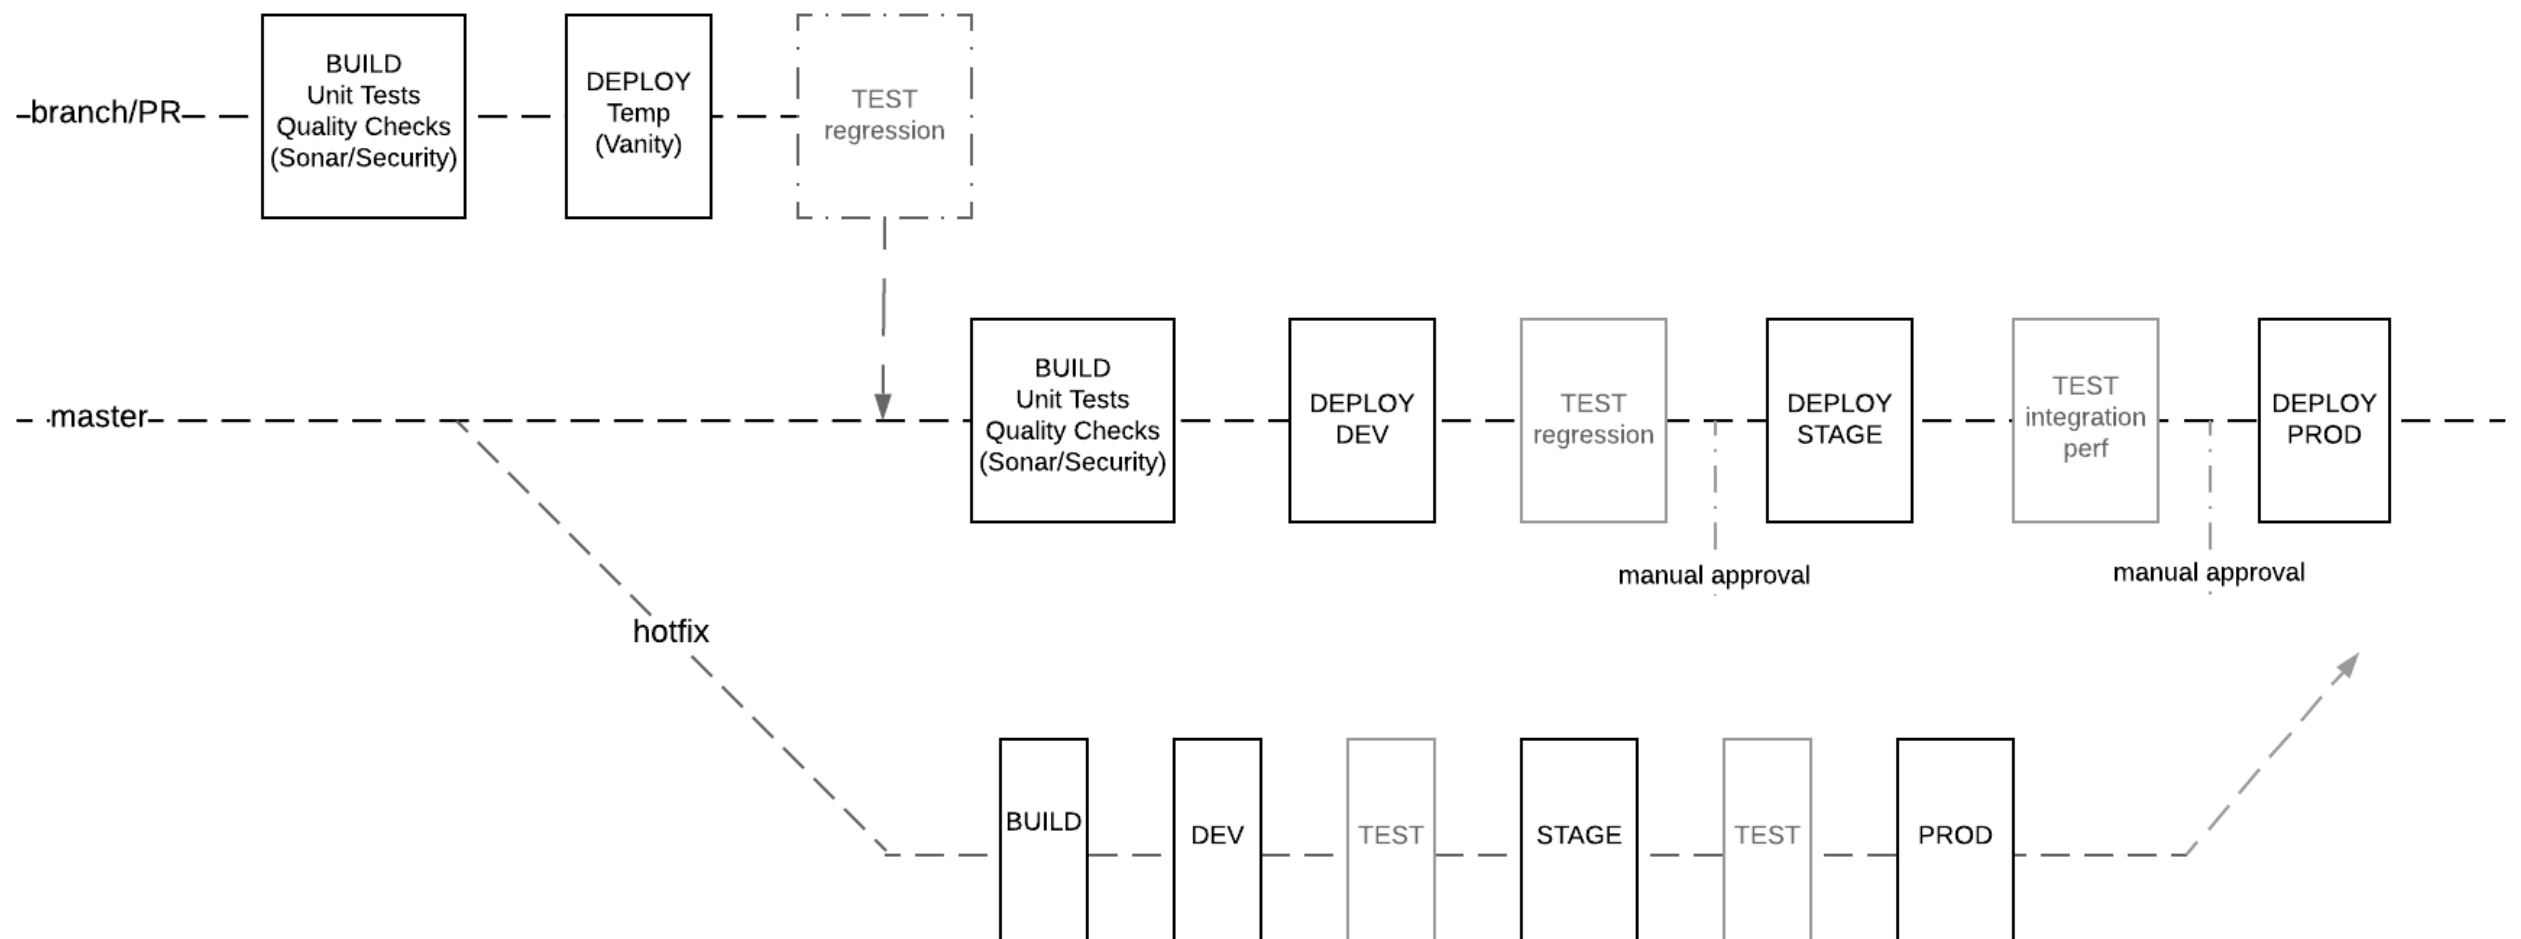 branch/PR
BUILD
Unit Tests
Quality Checks
(Sonar/Security)
DEPLOY
Temp
(Vanity)
TEST
regression
master
BUILD
Unit Tests
Quality Checks
(Sonar/Security)
DEPLOY
DEV
TEST
regression
manual approval
DEPLOY
STAGE
TEST
integration
perf
manual approval
DEPLOY
PROD
hotfix
BUILD
DEV
TEST
STAGE
TEST
PROD